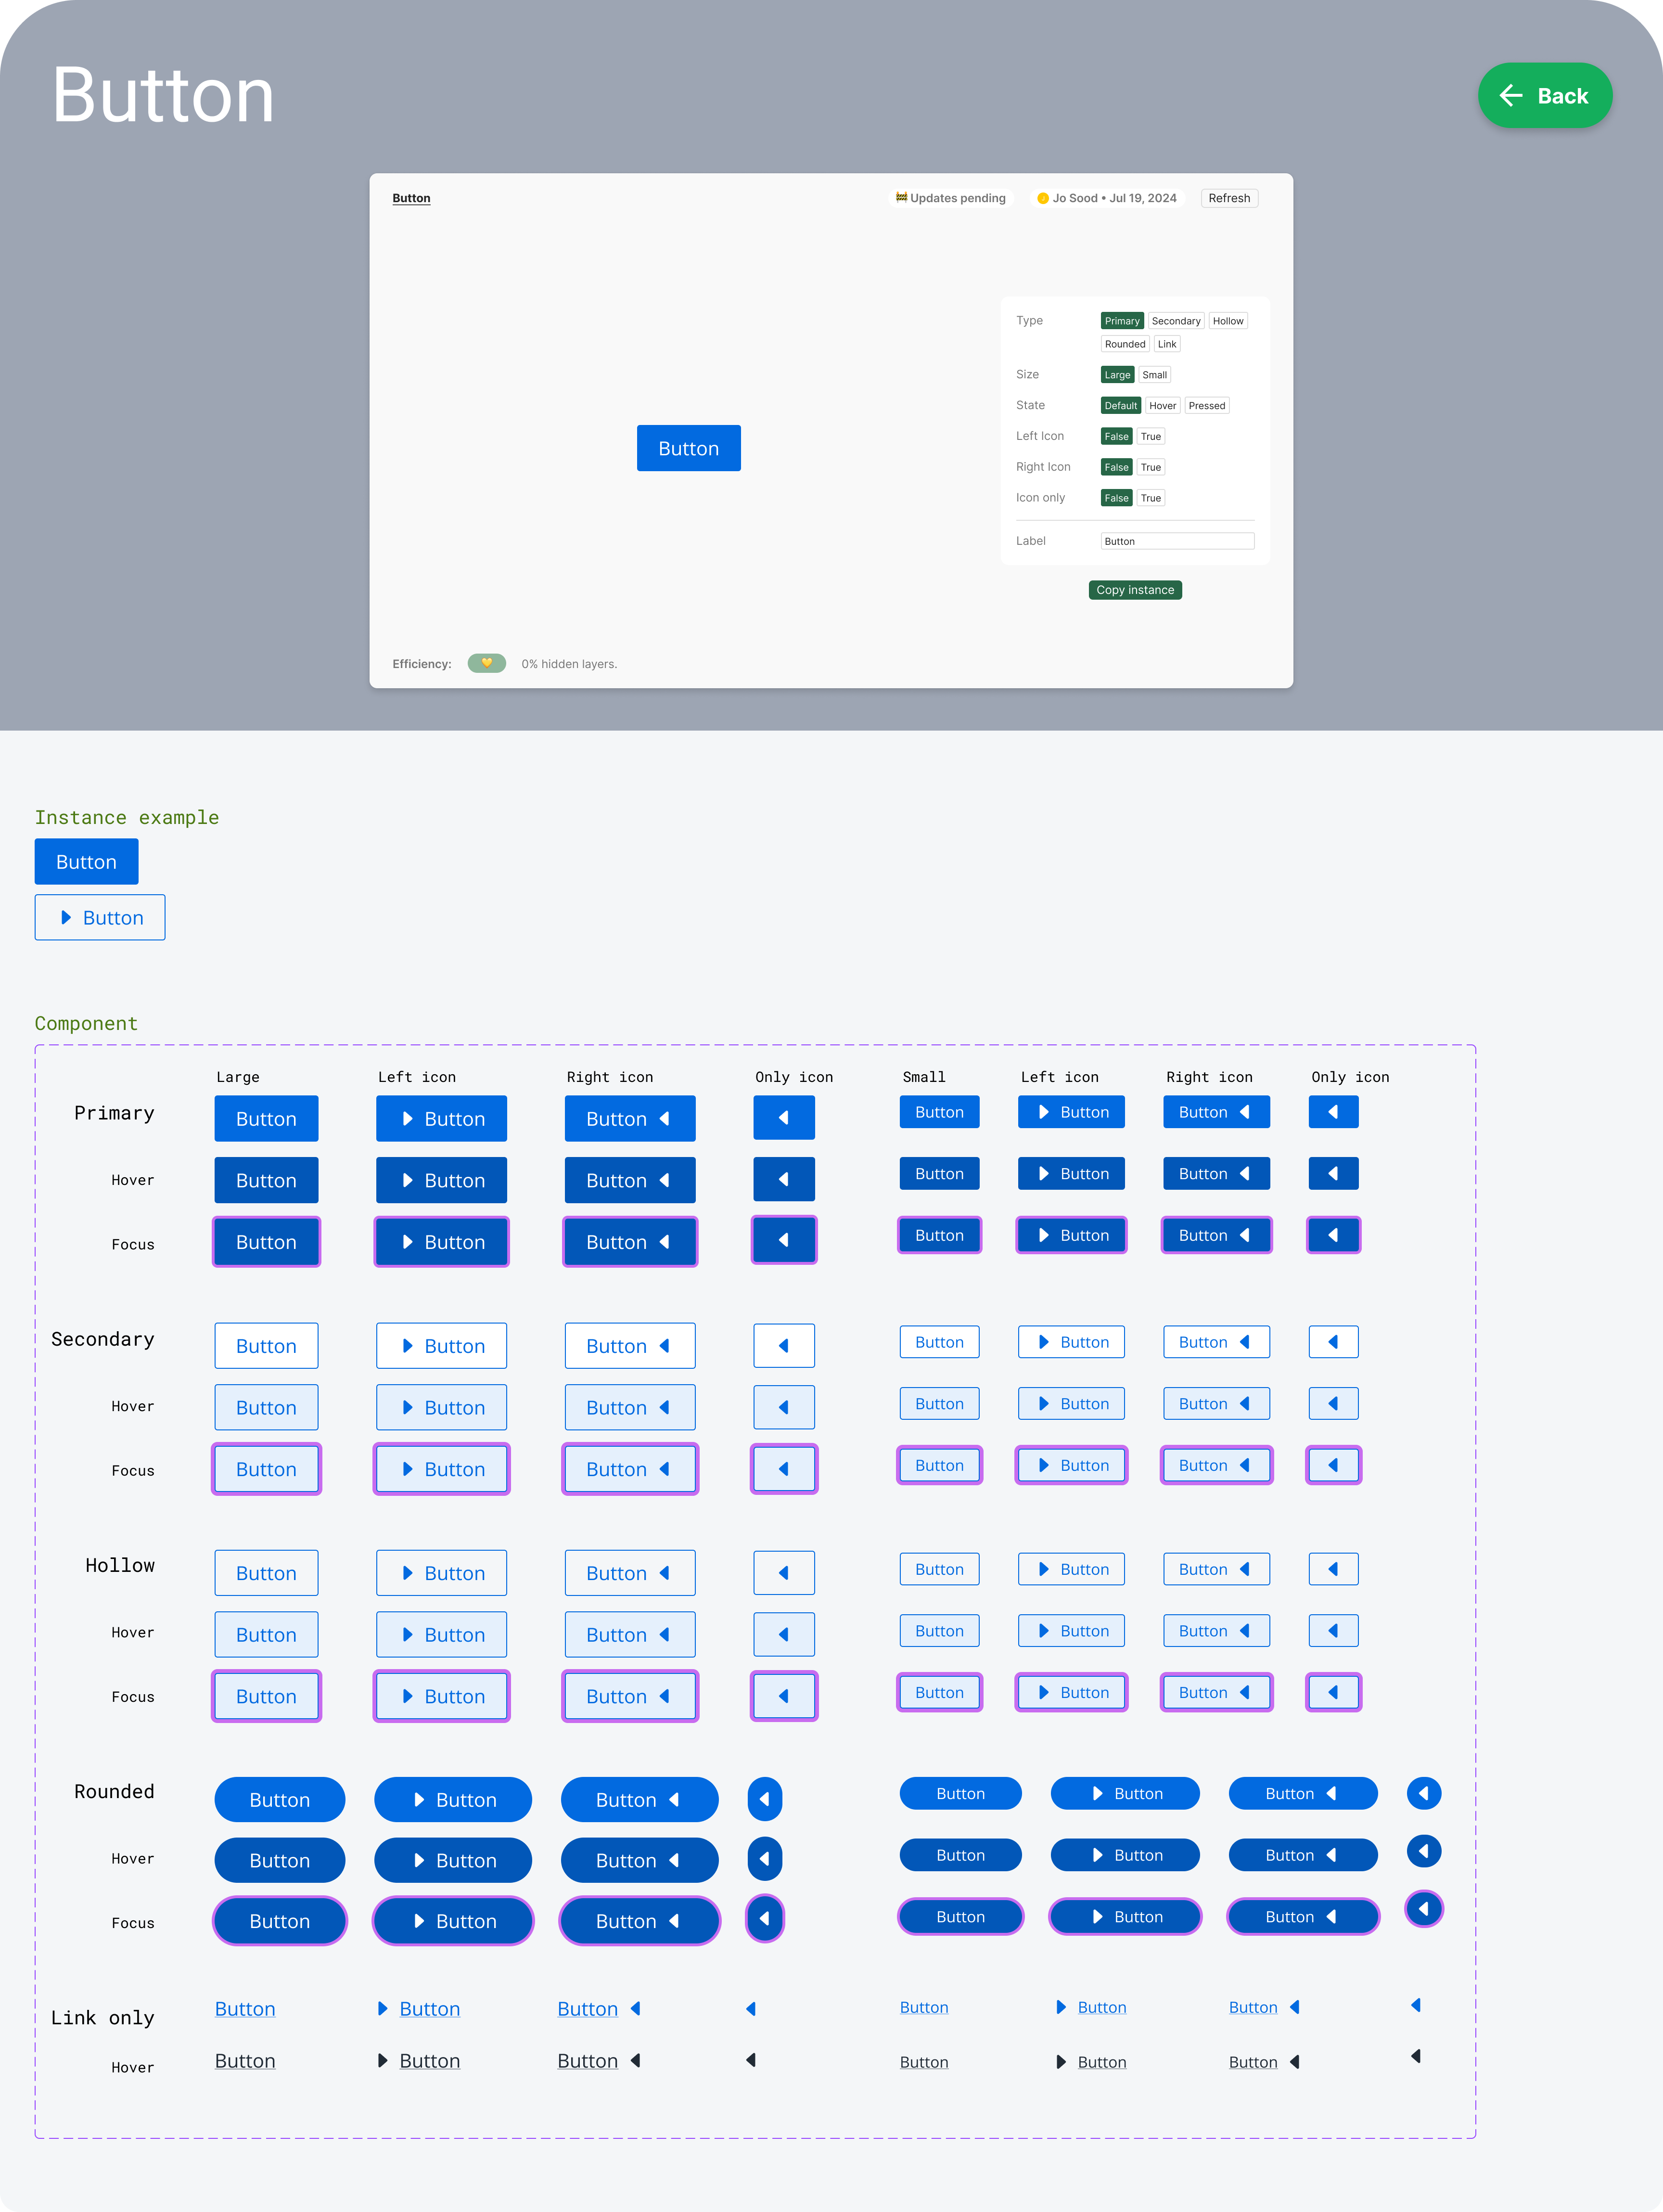 Button
Back
Button
🚧 Updates pending
Jo Sood • Jul 19, 2024
Refresh
Type Primary Secondary Hollow
Rounded Link
Size Large Small
State Default Hover Pressed
Left Icon False True
Button
Right Icon False True
Icon only False True
Label Button
Copy instance
Efficiency: 💛 0% hidden layers.
Instance example
Button
Button
Component
Large Left icon Right icon Only icon Small Left icon Right icon Only icon
Primary Button Button Button Button Button Button
Hover Button Button Button Button Button Button
Focus Button Button Button Button Button Button
Secondary Button Button Button Button Button Button
Hover Button Button Button Button Button Button
Focus Button Button Button Button Button Button
Hollow Button Button Button Button Button Button
Hover Button Button Button Button Button Button
Focus Button Button Button Button Button Button
Rounded Button Button Button Button Button Button
Hover Button Button Button Button Button Button
Focus Button Button Button Button Button Button
Link only Button Button Button Button Button Button
Hover Button Button Button Button Button Button